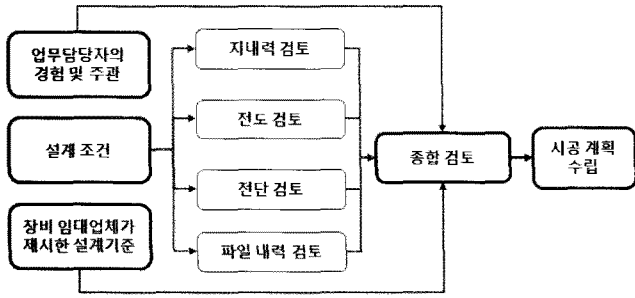 업무담당자의
경험 및 주관
설계 조건
장비 임대업체가
제시한 설계기준
지내력 검토
전도 검토
전단 검토
파일 내력 검토
종합 검토
시공 계획
수립